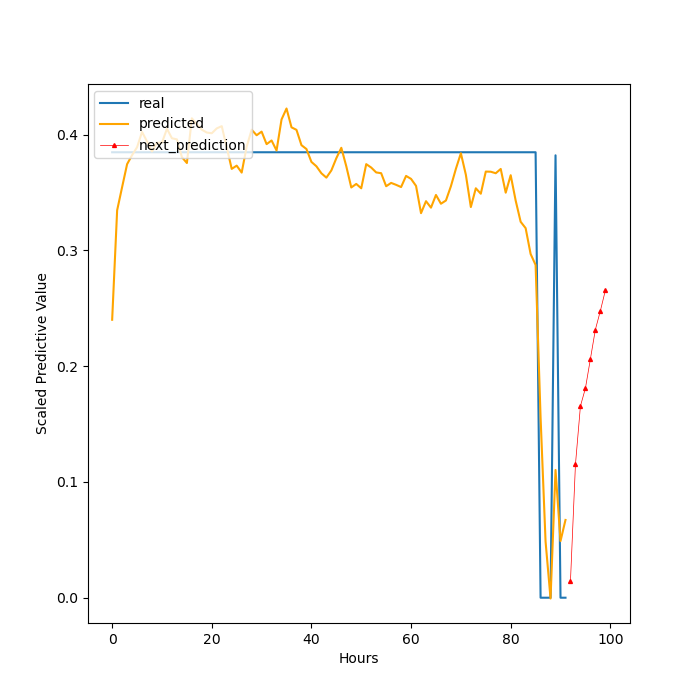 real
predicted
next_prediction
0.4
0.3
0.2
0.1
0.0
0 20 40 60 80 100
Hours
Scaled Predictive Value